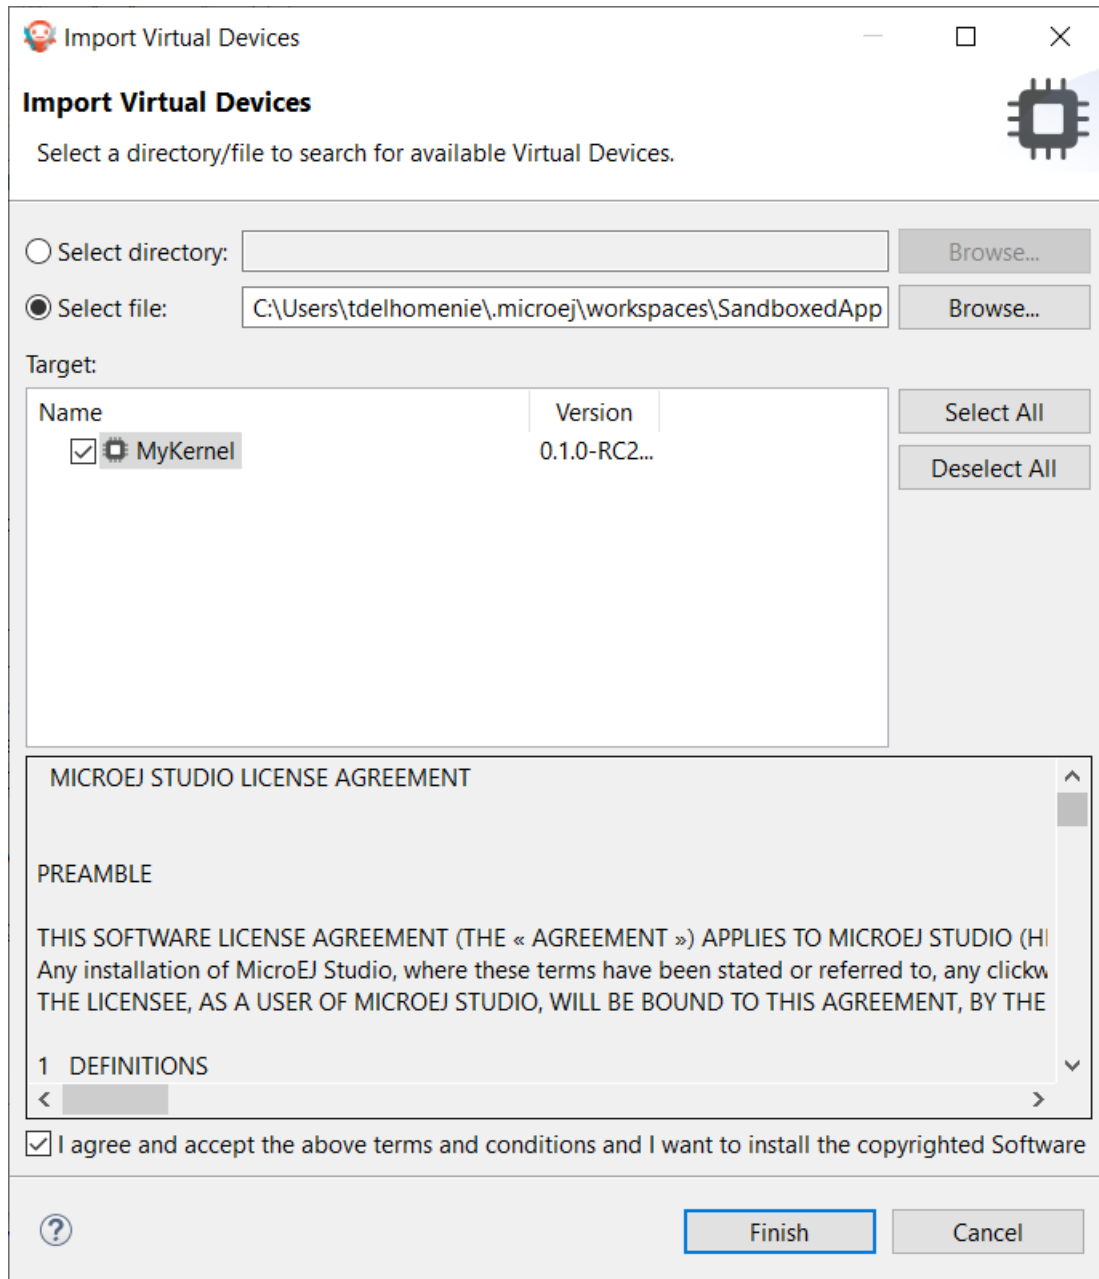 Import Virtual Devices
Import Virtual Devices
Select a directory/file to search for available Virtual Devices.
Select directory:
Browse...
Select file:
C:\Users\tdelhomenie\.microej\workspaces\SandboxedApp
Browse...
Target:
Name Version
Select All
MyKernel 0.1.0-RC2...
Deselect All
MICROEJ STUDIO LICENSE AGREEMENT
PREAMBLE
THIS SOFTWARE LICENSE AGREEMENT (THE « AGREEMENT ») APPLIES TO MICROEJ STUDIO
Any installation of MicroEJ Studio, where these terms have been stated or referred to, any
THE LICENSEE, AS A USER OF MICROEJ STUDIO, WILL BE BOUND TO THIS AGREEMENT, BY THE
1 DEFINITIONS
I agree and accept the above terms and conditions and I want to install the copyrighted Software
?
Finish
Cancel